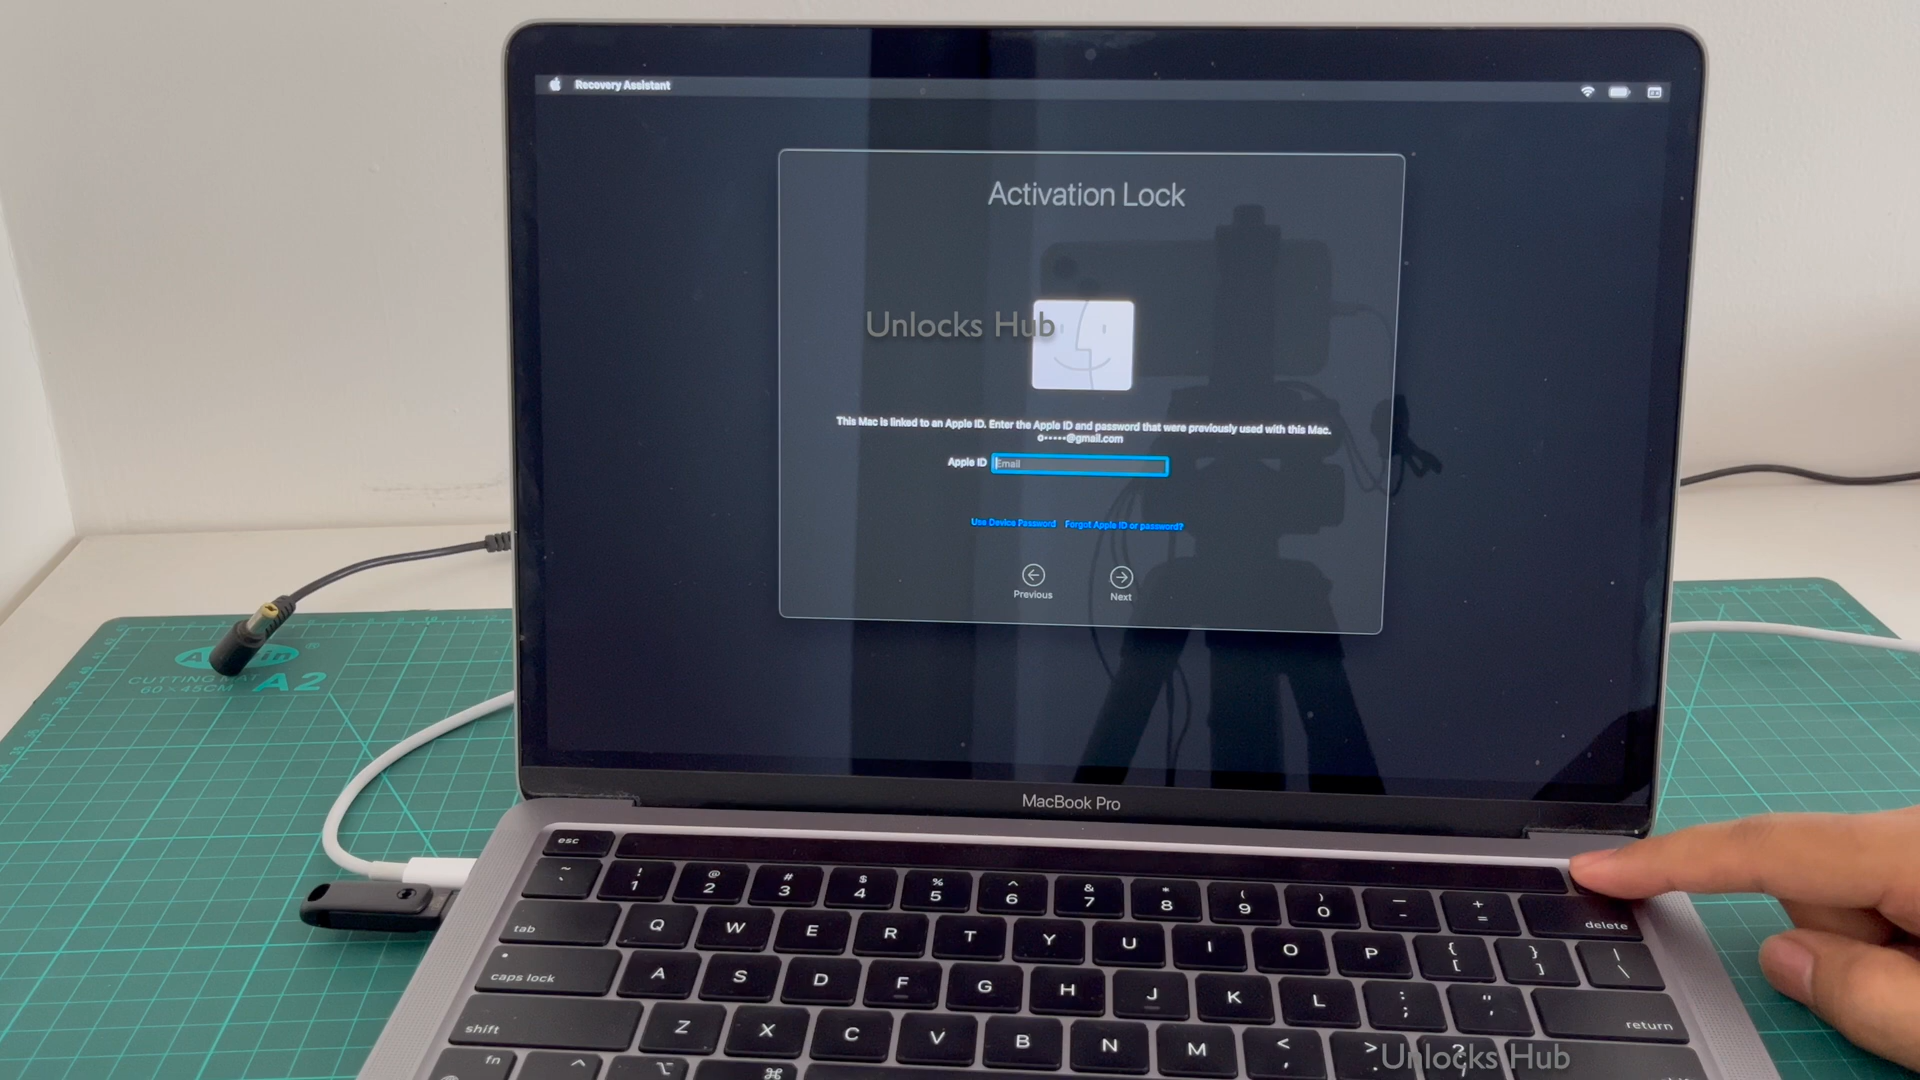 Recovery Assistant
Activation Lock
Unlocks Hub
This Mac is linked to an Apple ID. Enter the Apple ID and password that were previously used with this Mac.
o•••••@gmail.com
Apple ID Email
Use Device Password Forgot Apple ID or password?
Previous Next
CUTTING MAT A2
60×45CM
MacBook Pro
esc
~ ` ! 1 @ 2 # 3 $ 4 % 5 ^ 6 & 7 * 8 ( 9 ) 0 — - + = delete
tab Q W E R T Y U I O P { [ } ] | \
caps lock A S D F G H J K L : ; " ' return
shift Z X C V B N M < , > . ? /
fn
Unlocks Hub